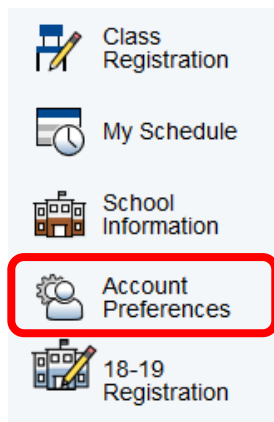 Class
Registration
My Schedule
School
Information
Account
Preferences
18-19
Registration